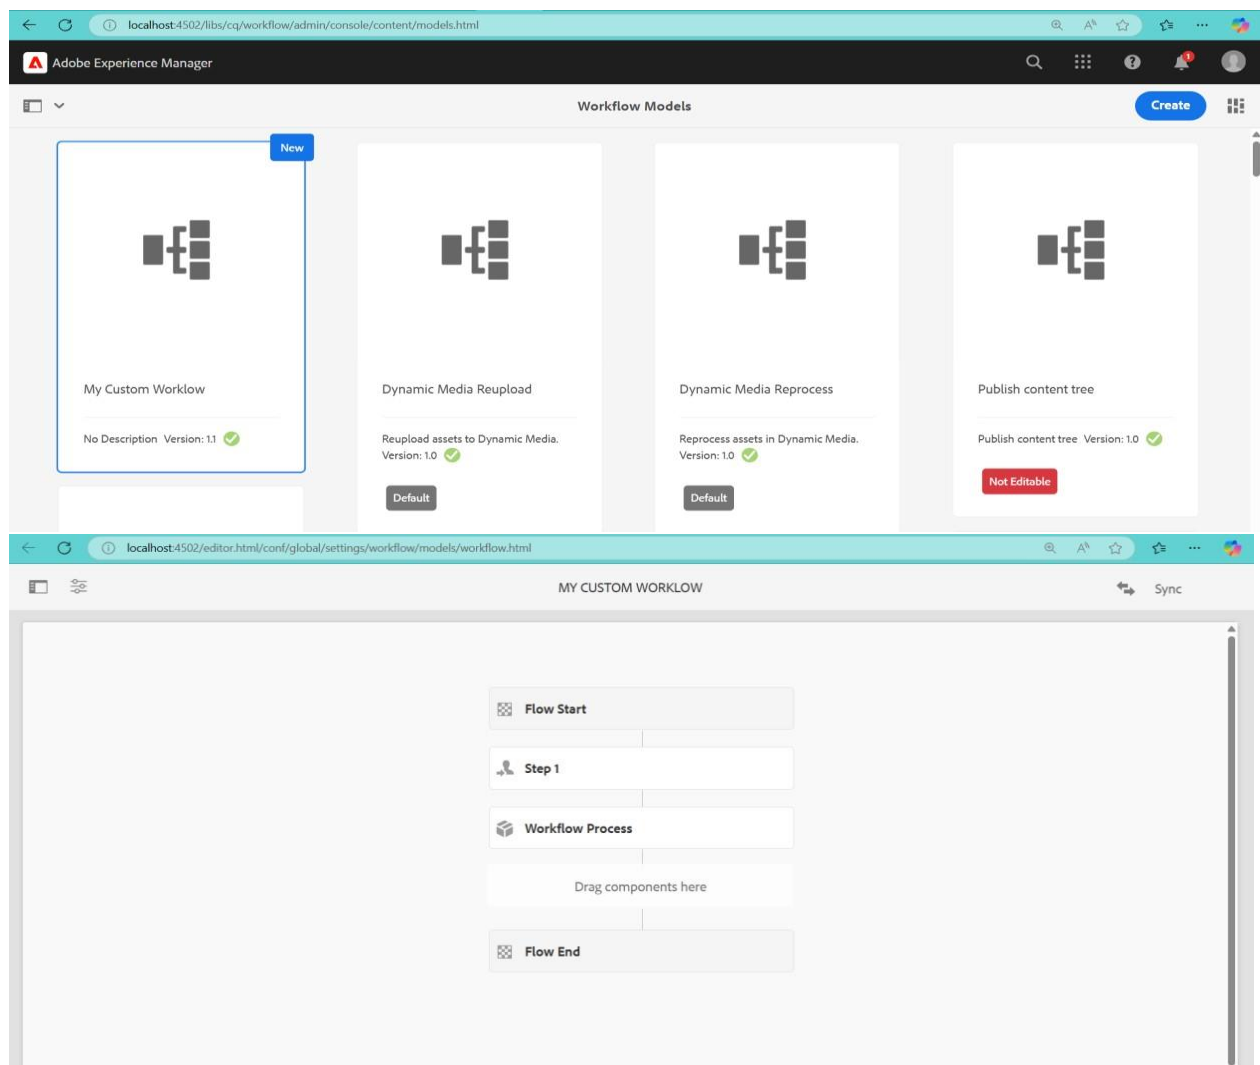 localhost:4502/libs/cq/workflow/admin/console/content/models.html
Adobe Experience Manager
Workflow Models
Create
New
My Custom Worklow
No Description Version: 1.1
Dynamic Media Reupload
Reupload assets to Dynamic Media.
Version: 1.0
Default
Dynamic Media Reprocess
Reprocess assets in Dynamic Media.
Version: 1.0
Default
Publish content tree
Publish content tree Version: 1.0
Not Editable
localhost:4502/editor.html/conf/global/settings/workflow/models/workflow.html
MY CUSTOM WORKLOW
Sync
Flow Start
Step 1
Workflow Process
Drag components here
Flow End